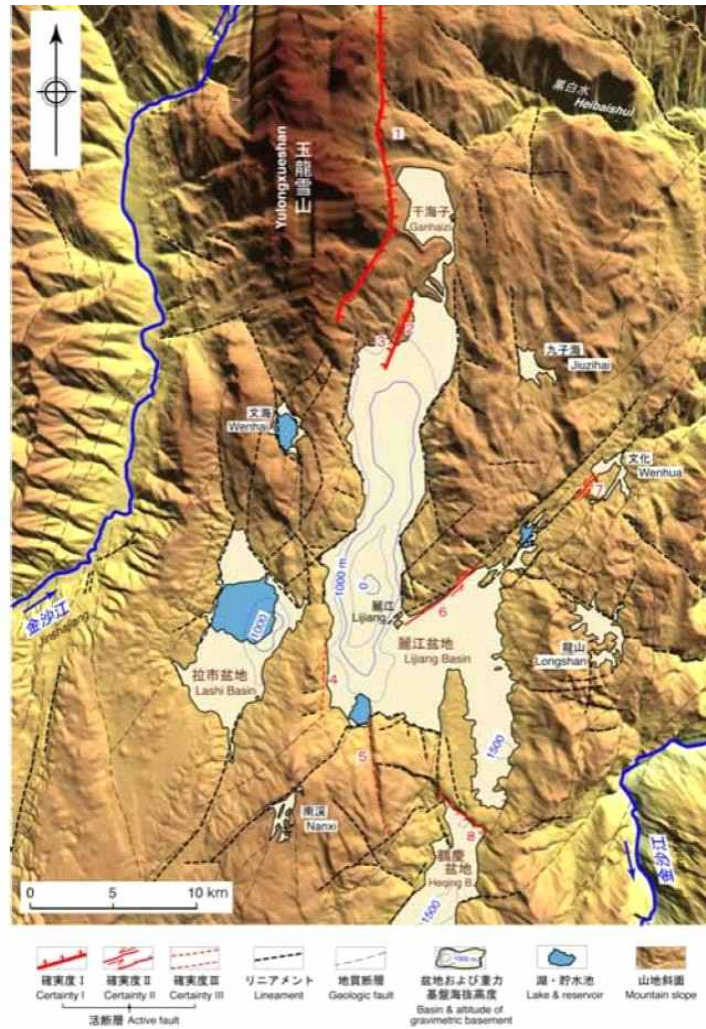 黒白水
Heibaishui
1
玉龍雪山
Yulongxueshan
干海子
Ganhaizi
2
3
九子海
Jiuzihai
文海
Wenhai
文化
Wenhua
7
1000 m
0
金沙江
Jinshajiang
1000
麗江
Lijiang
6
麗江盆地
Lijiang Basin
龍山
Longshan
拉市盆地
Lashi Basin
4
5
1500
南溪
Nanxi
8
鶴慶
盆地
Heqing B.
1500
金沙江
0 5 10 km
確実度 I
Certainty I
確実度 II
Certainty II
確実度 III
Certainty III
活断層 Active fault
リニアメント
Lineament
地質断層
Geologic fault
1000 m
盆地および重力
基盤海抜高度
Basin & altitude of
gravimetric basement
湖・貯水池
Lake & reservoir
山地斜面
Mountain slope